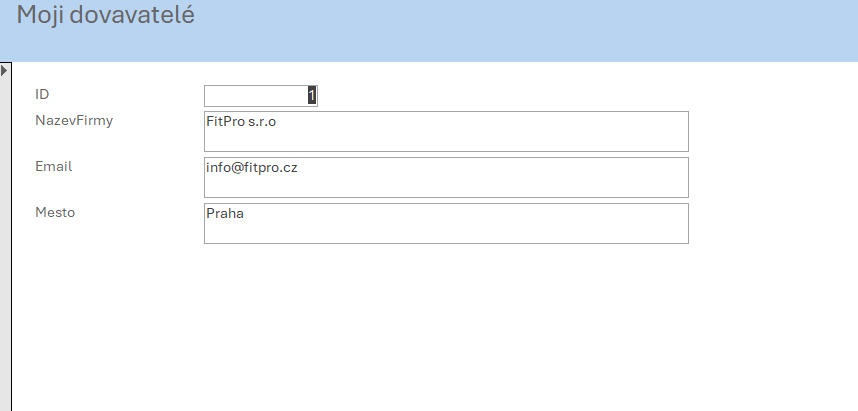 Moji dovavatelé
ID 1
NazevFirmy FitPro s.r.o
Email info@fitpro.cz
Mesto Praha